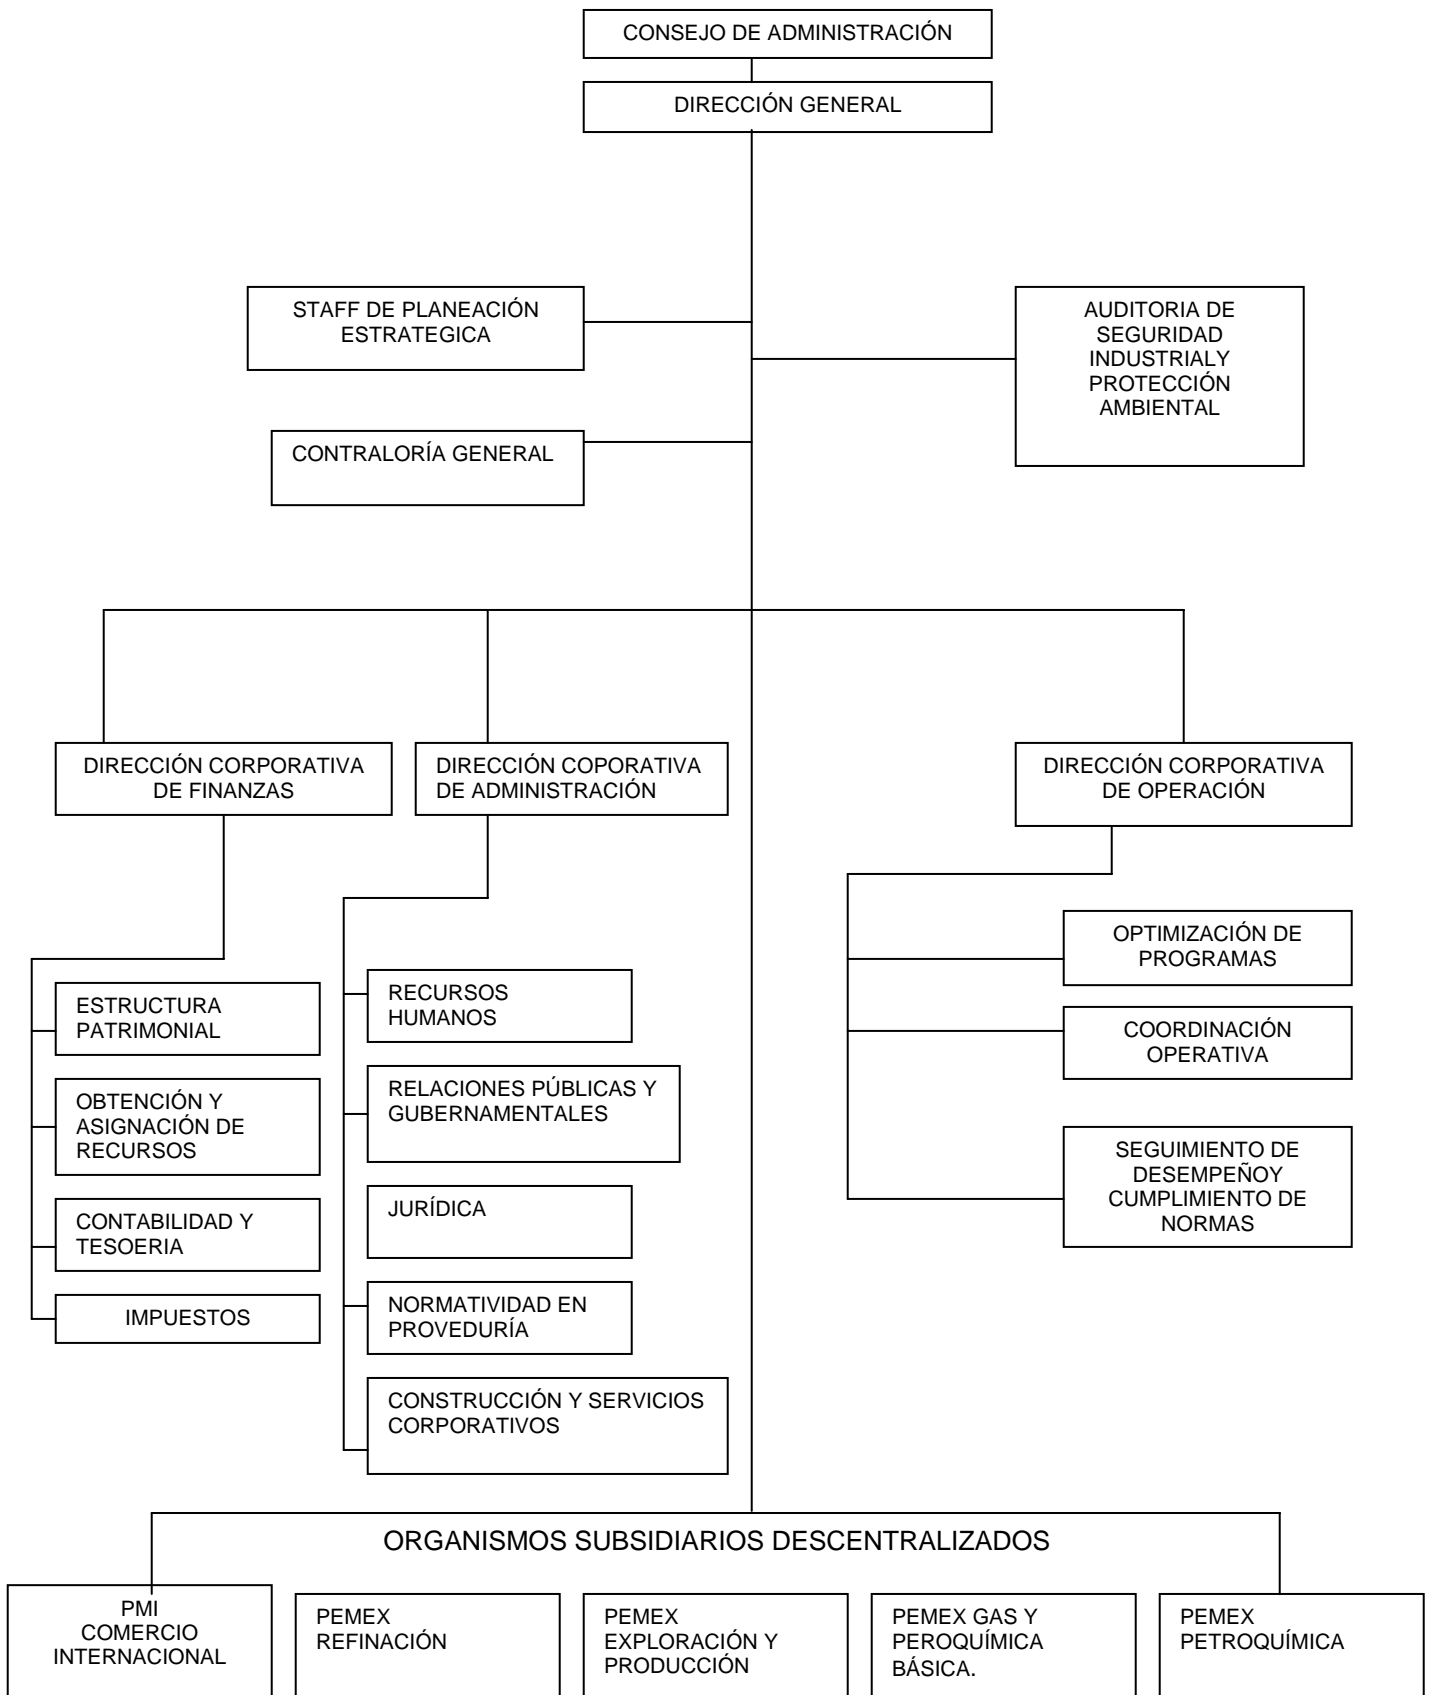 CONSEJO DE ADMINISTRACIÓN
DIRECCIÓN GENERAL
STAFF DE PLANEACIÓN
ESTRATEGICA
AUDITORIA DE
SEGURIDAD
INDUSTRIALY
PROTECCIÓN
AMBIENTAL
CONTRALORÍA GENERAL
DIRECCIÓN CORPORATIVA
DE FINANZAS
DIRECCIÓN COPORATIVA
DE ADMINISTRACIÓN
DIRECCIÓN CORPORATIVA
DE OPERACIÓN
ESTRUCTURA
PATRIMONIAL
OBTENCIÓN Y
ASIGNACIÓN DE
RECURSOS
CONTABILIDAD Y
TESOERIA
IMPUESTOS
RECURSOS
HUMANOS
RELACIONES PÚBLICAS Y
GUBERNAMENTALES
JURÍDICA
NORMATIVIDAD EN
PROVEDURÍA
CONSTRUCCIÓN Y SERVICIOS
CORPORATIVOS
OPTIMIZACIÓN DE
PROGRAMAS
COORDINACIÓN
OPERATIVA
SEGUIMIENTO DE
DESEMPEÑOY
CUMPLIMIENTO DE
NORMAS
ORGANISMOS SUBSIDIARIOS DESCENTRALIZADOS
PMI
COMERCIO
INTERNACIONAL
PEMEX
REFINACIÓN
PEMEX
EXPLORACIÓN Y
PRODUCCIÓN
PEMEX GAS Y
PEROQUÍMICA
BÁSICA.
PEMEX
PETROQUÍMICA